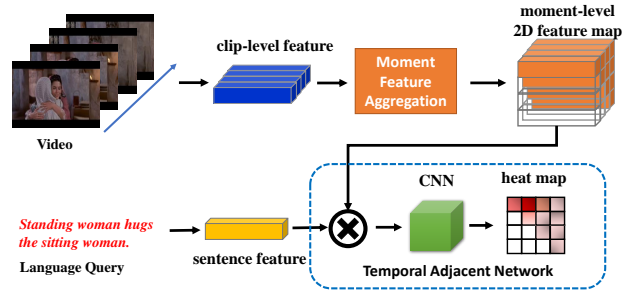 moment-level
2D feature map
clip-level feature
Moment
Feature
Aggregation
Video
CNN
heat map
Standing woman hugs
the sitting woman.
Language Query
sentence feature
Temporal Adjacent Network